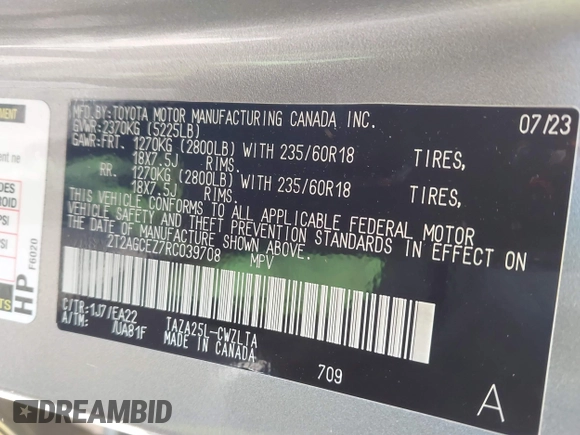 MFD.BY:TOYOTA MOTOR MANUFACTURING CANADA INC. 07/23
GVWR:2370KG (5225LB)
GAWR:FRT. 1270KG (2800LB) WITH 235/60R18 TIRES,
18X7.5J RIMS.
RR. 1270KG (2800LB) WITH 235/60R18 TIRES,
18X7.5J RIMS.
THIS VEHICLE CONFORMS TO ALL APPLICABLE FEDERAL MOTOR
VEHICLE SAFETY AND THEFT PREVENTION STANDARDS IN EFFECT ON
THE DATE OF MANUFACTURE SHOWN ABOVE.
2T2AGCEZ7RC039708 MPV
C/TR:1J7/EA22 TAZA25L-CWZLTA
A/TM: /UA81F MADE IN CANADA
709 A
HP
F6020
DREAMBID